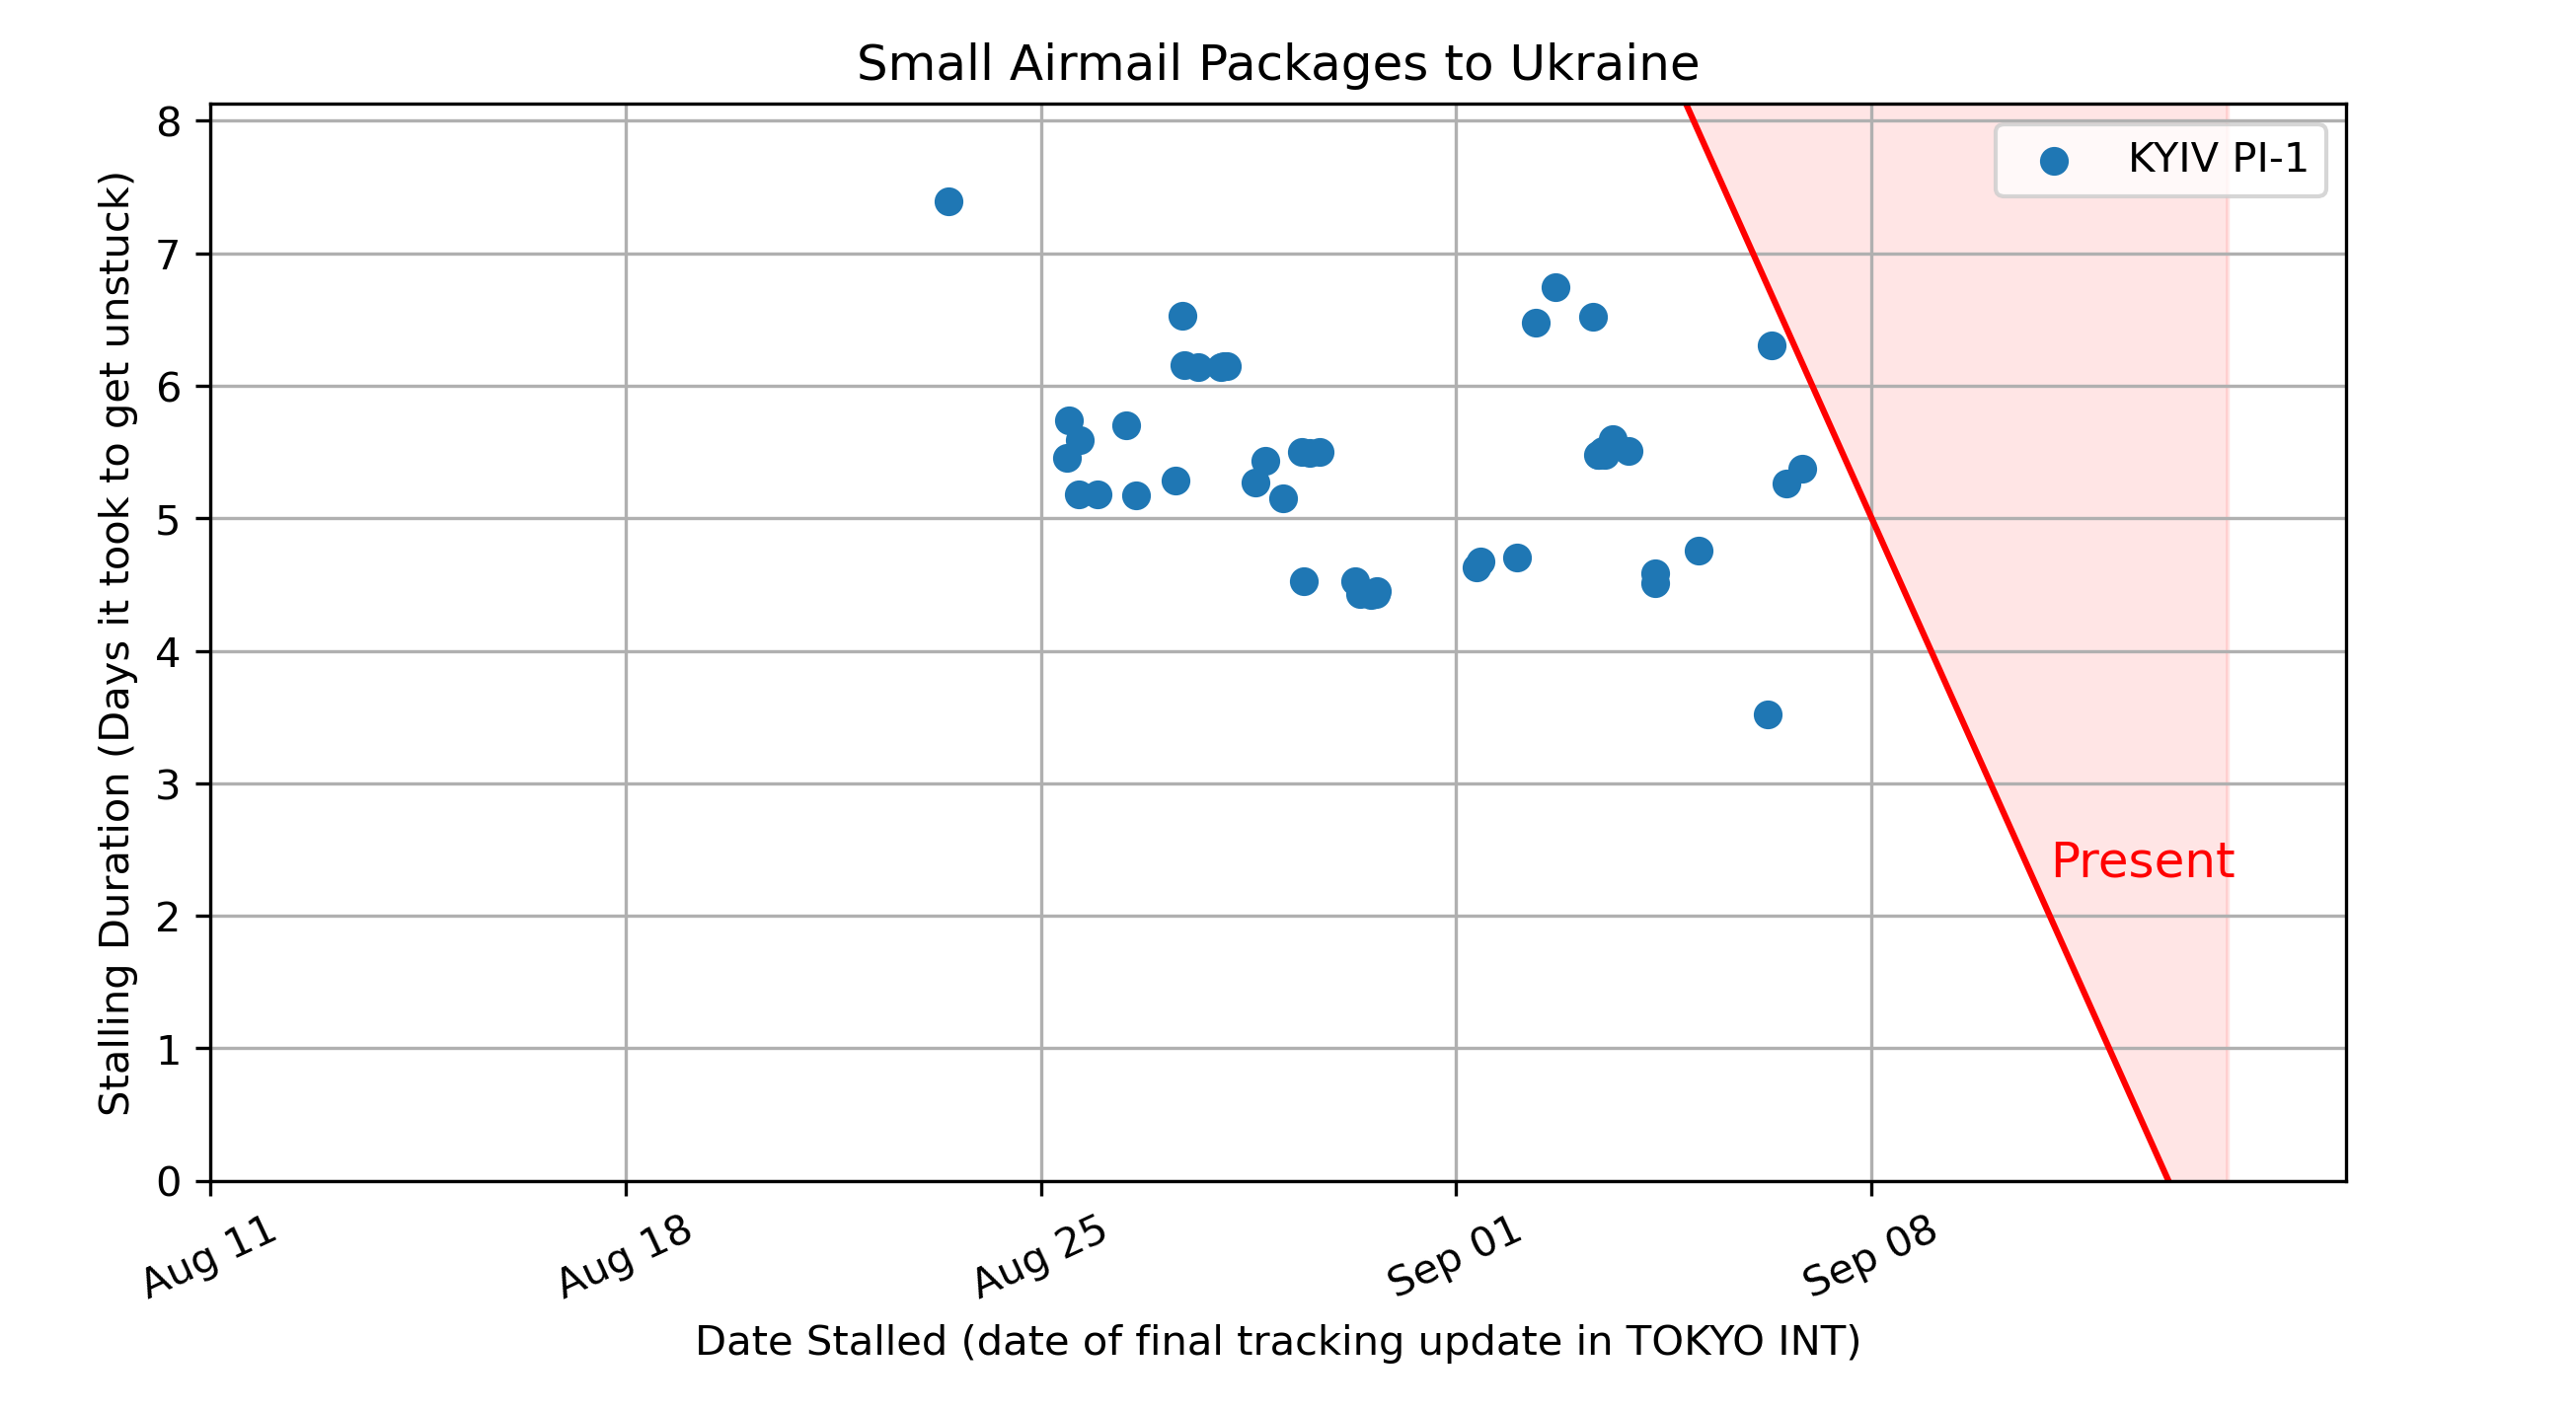 Small Airmail Packages to Ukraine
KYIV PI-1
Stalling Duration (Days it took to get unstuck)
8
7
6
5
4
3
2
1
0
Present
Aug 11
Aug 18
Aug 25
Sep 01
Sep 08
Date Stalled (date of final tracking update in TOKYO INT)